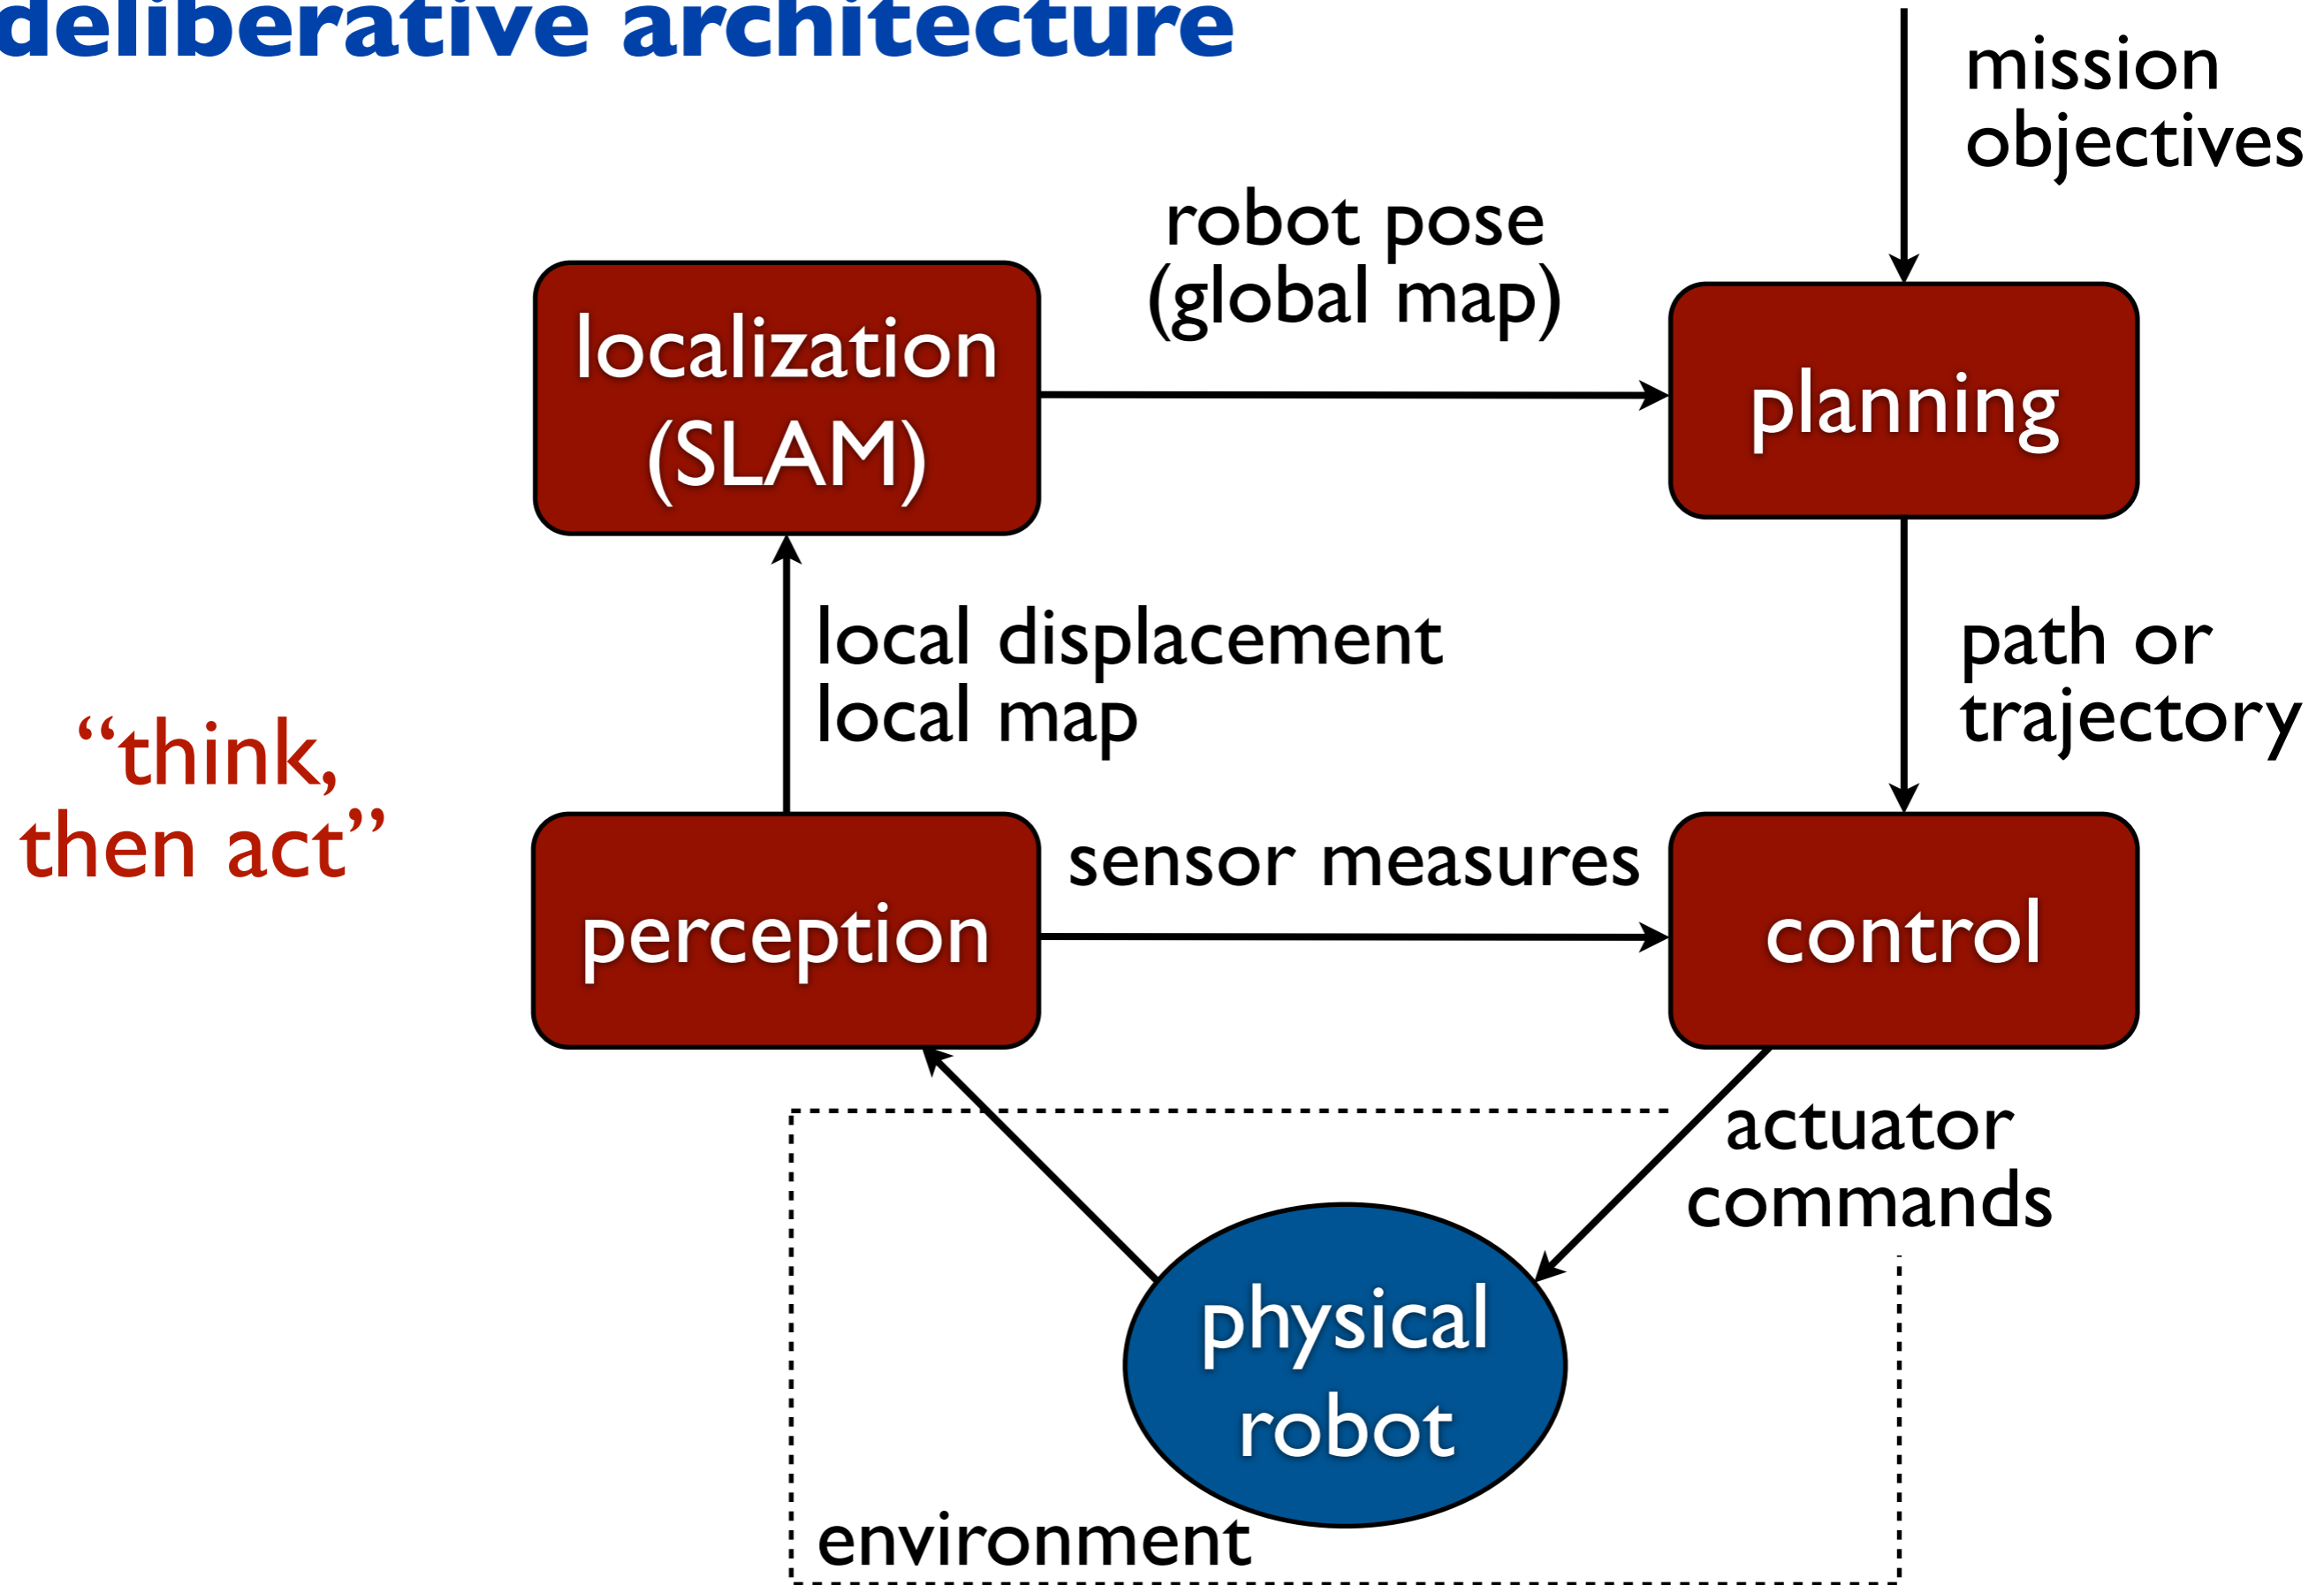 deliberative architecture
mission
objectives
robot pose
(global map)
localization
(SLAM)
planning
local displacement
local map
path or
trajectory
“think,
then act”
sensor measures
perception
control
actuator
commands
physical
robot
environment